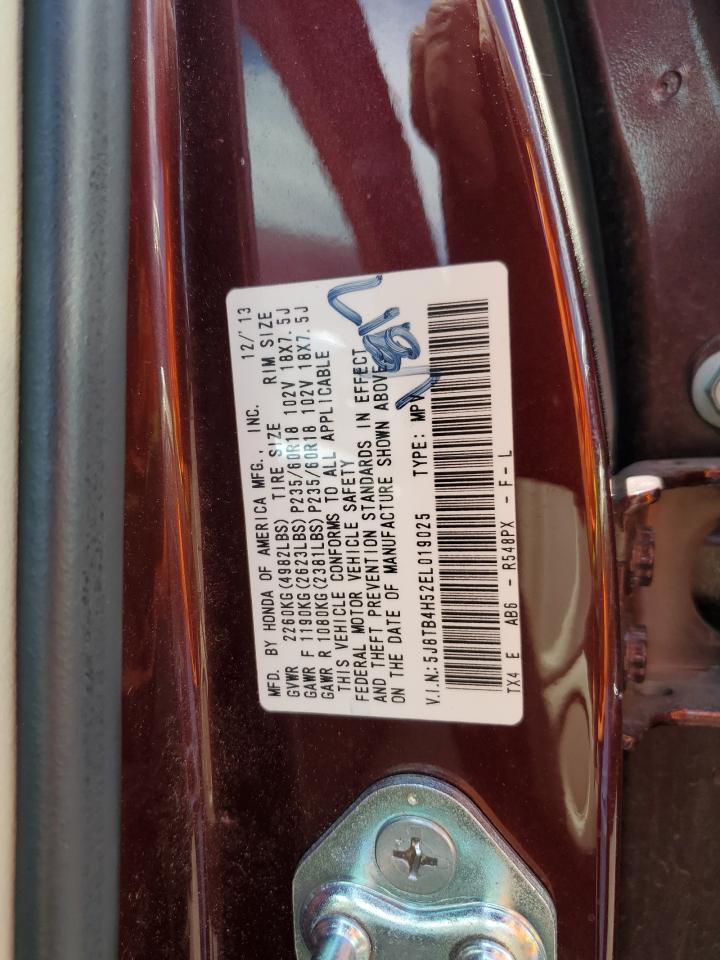 MFD. BY HONDA OF AMERICA MFG., INC. 12/'13
GVWR 2260KG(4982LBS) TIRE SIZE RIM SIZE
GAWR F 1190KG(2623LBS)P235/60R18 102V 18X7.5J
GAWR R 1080KG(2381LBS)P235/60R18 102V 18X7.5J
THIS VEHICLE CONFORMS TO ALL APPLICABLE
FEDERAL MOTOR VEHICLE SAFETY
AND THEFT PREVENTION STANDARDS IN EFFECT
ON THE DATE OF MANUFACTURE SHOWN ABOVE.
V.I.N.: 5J8TB4H52EL019025 TYPE: MPV
TX4 E AB6 - R548PX - F - L